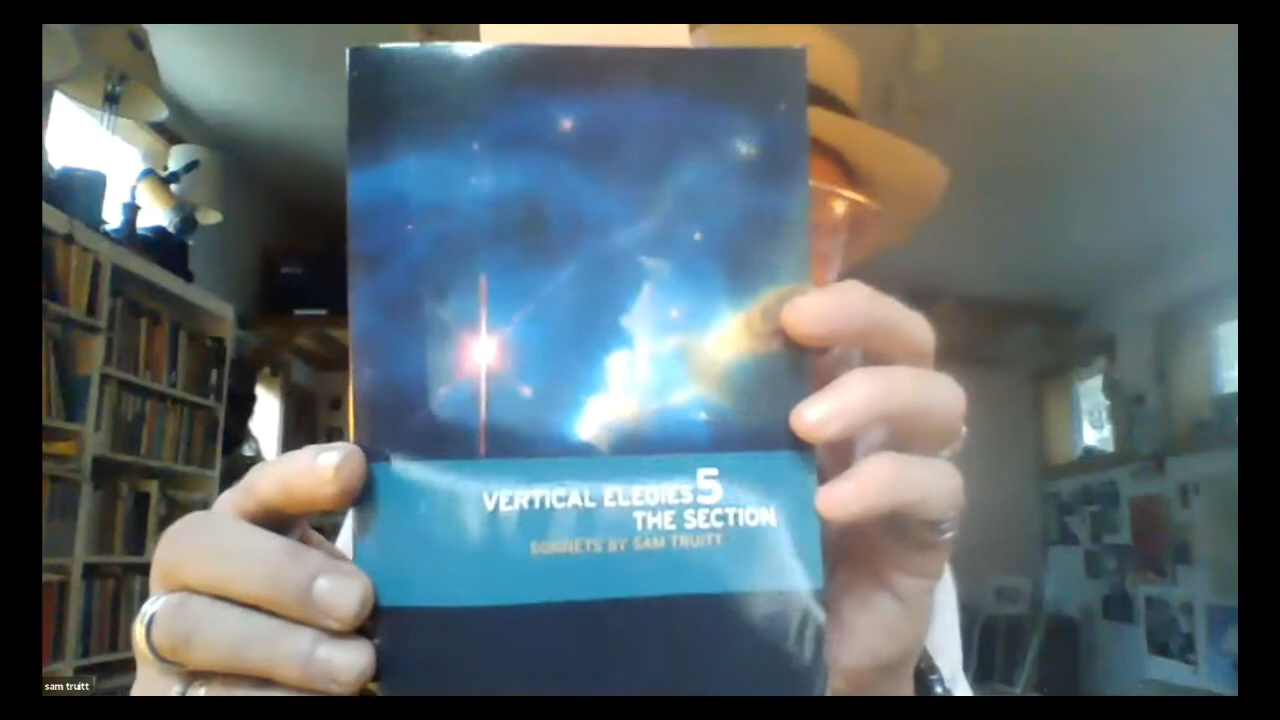 VERTICAL ELEGIES 5
THE SECTION
SONNETS BY SAM TRUITT
sam truitt